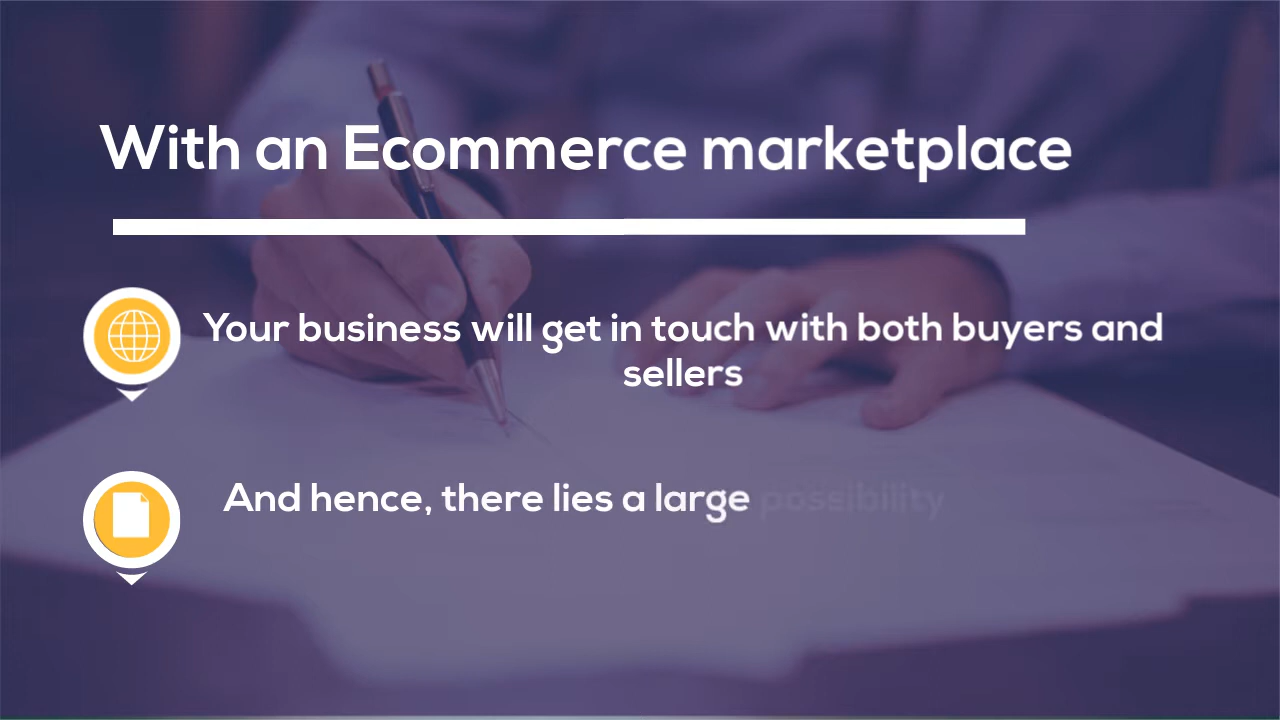 With an Ecommerce marketplace
Your business will get in touch with both buyers and
sellers
And hence, there lies a large possibility